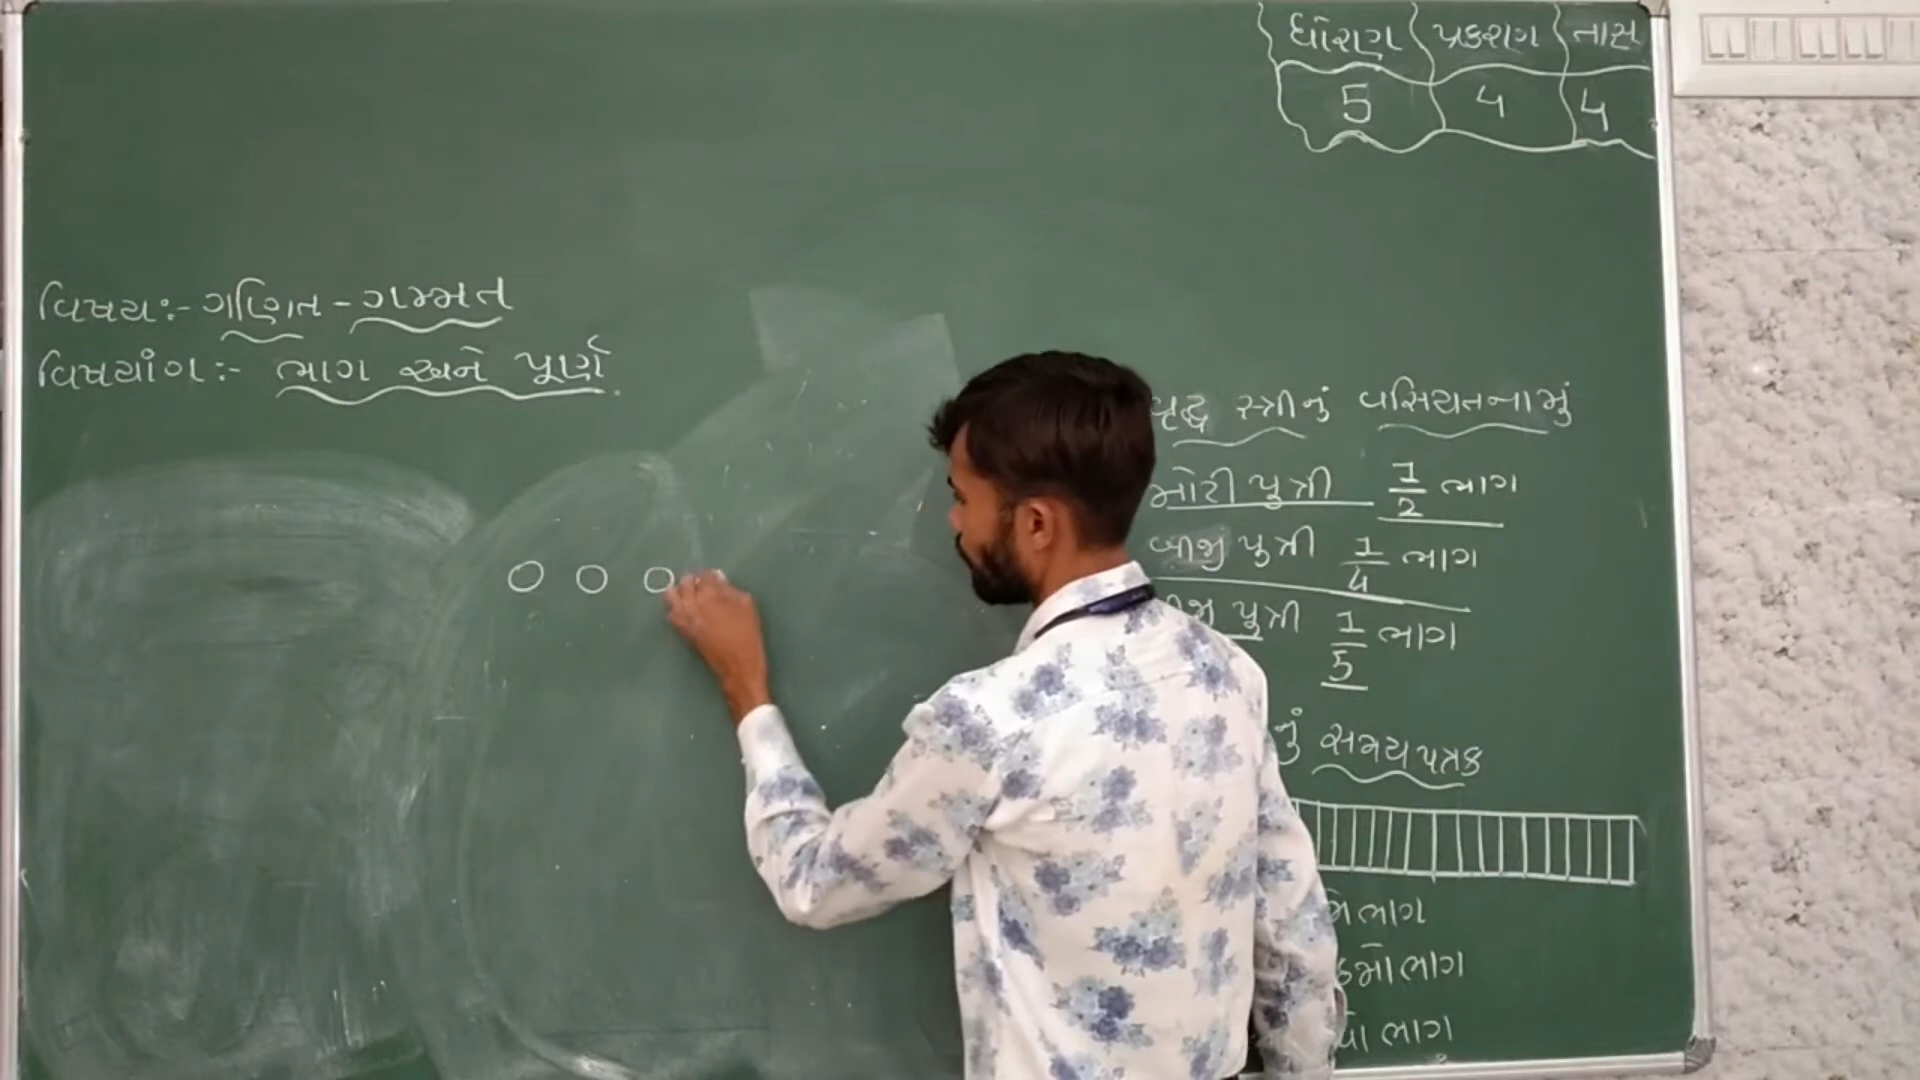 ધોરણ પ્રકરણ તાસ
5 4 4
વિષય:- ગણિત - ગમ્મત
વિષયાંગ:- ભાગ અને પૂર્ણ.
વૃદ્ધ સ્ત્રીનું વસિયતનામું
મોટી પુત્રી 1/2 ભાગ
બીજી પુત્રી 1/4 ભાગ
પુત્રી 1/5 ભાગ
નું સમયપત્રક
ભાગ
ભાગ
ભાગ